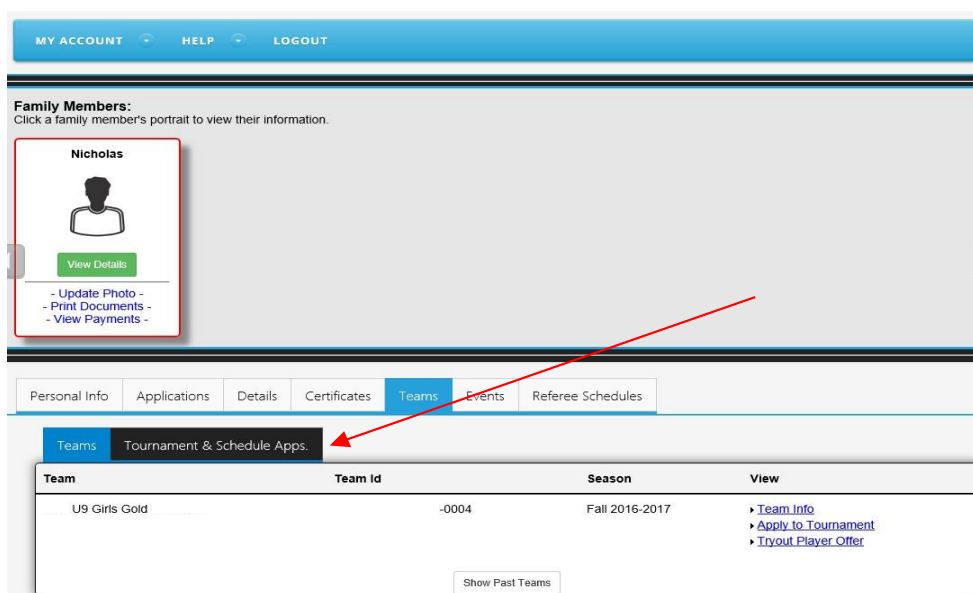 MY ACCOUNT HELP LOGOUT
Family Members:
Click a family member's portrait to view their information.
Nicholas
View Details
- Update Photo -
- Print Documents -
- View Payments -
Personal Info Applications Details Certificates Teams Events Referee Schedules
Teams Tournament & Schedule Apps.
Team Team Id Season View
U9 Girls Gold -0004 Fall 2016-2017 Team Info
Apply to Tournament
Tryout Player Offer
Show Past Teams